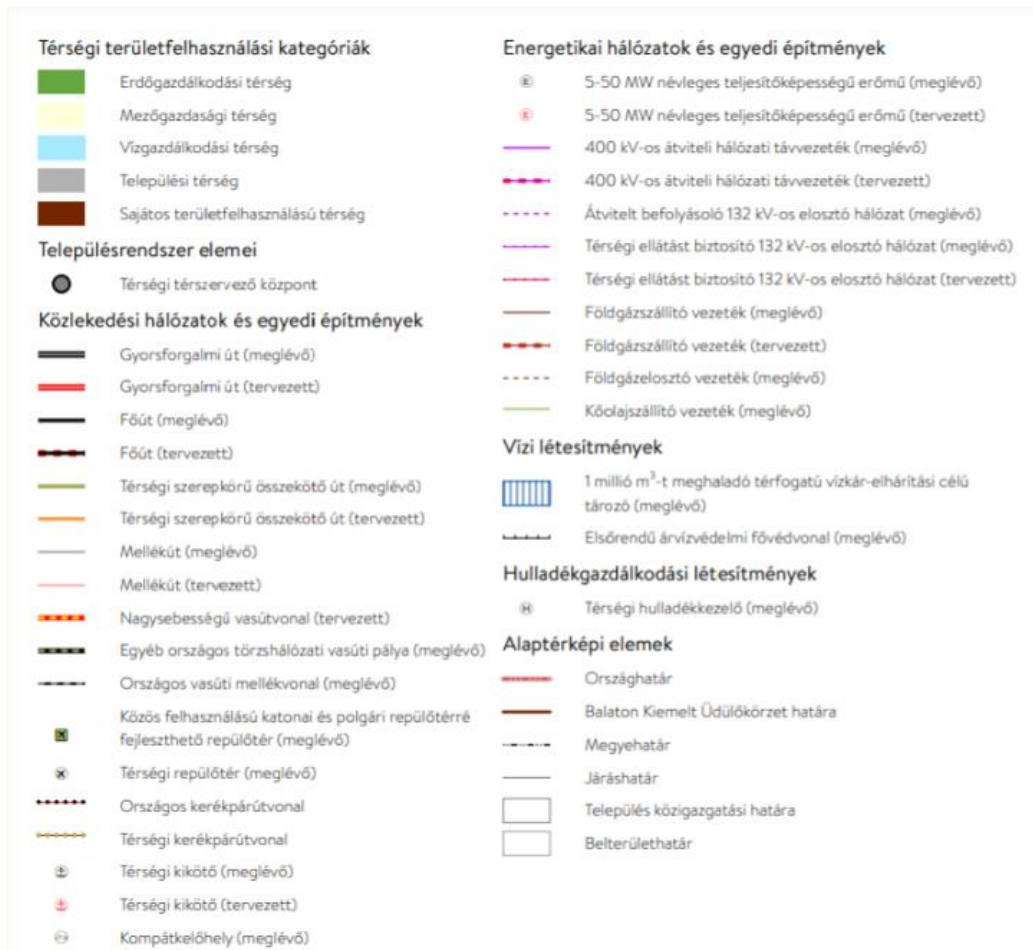 Térségi területfelhasználási kategóriák
Erdőgazdálkodási térség
Mezőgazdasági térség
Vízgazdálkodási térség
Települési térség
Sajátos területfelhasználású térség
Településrendszer elemei
Térségi térszervező központ
Közlekedési hálózatok és egyedi építmények
Gyorsforgalmi út (meglévő)
Gyorsforgalmi út (tervezett)
Főút (meglévő)
Főút (tervezett)
Térségi szerepkörű összekötő út (meglévő)
Térségi szerepkörű összekötő út (tervezett)
Mellékút (meglévő)
Mellékút (tervezett)
Nagysebességű vasútvonal (tervezett)
Egyéb országos törzshálózati vasúti pálya (meglévő)
Országos vasúti mellékvonal (meglévő)
Közös felhasználású katonai és polgári repülőtérré
fejleszthető repülőtér (meglévő)
Térségi repülőtér (meglévő)
Országos kerékpárútvonal
Térségi kerékpárútvonal
Térségi kikötő (meglévő)
Térségi kikötő (tervezett)
Kompátkelőhely (meglévő)
Energetikai hálózatok és egyedi építmények
E 5-50 MW névleges teljesítőképességű erőmű (meglévő)
E 5-50 MW névleges teljesítőképességű erőmű (tervezett)
400 kV-os átviteli hálózati távvezeték (meglévő)
400 kV-os átviteli hálózati távvezeték (tervezett)
Átvitelt befolyásoló 132 kV-os elosztó hálózat (meglévő)
Térségi ellátást biztosító 132 kV-os elosztó hálózat (meglévő)
Térségi ellátást biztosító 132 kV-os elosztó hálózat (tervezett)
Földgázszállító vezeték (meglévő)
Földgázszállító vezeték (tervezett)
Földgázelosztó vezeték (meglévő)
Kőolajszállító vezeték (meglévő)
Vízi létesítmények
1 millió m³-t meghaladó térfogatú vízkár-elhárítási célú
tározó (meglévő)
Elsőrendű árvízvédelmi fővédvonal (meglévő)
Hulladékgazdálkodási létesítmények
H Térségi hulladékkezelő (meglévő)
Alaptérképi elemek
Országhatár
Balaton Kiemelt Üdülőkörzet határa
Megyehatár
Járáshatár
Település közigazgatási határa
Belterülethatár